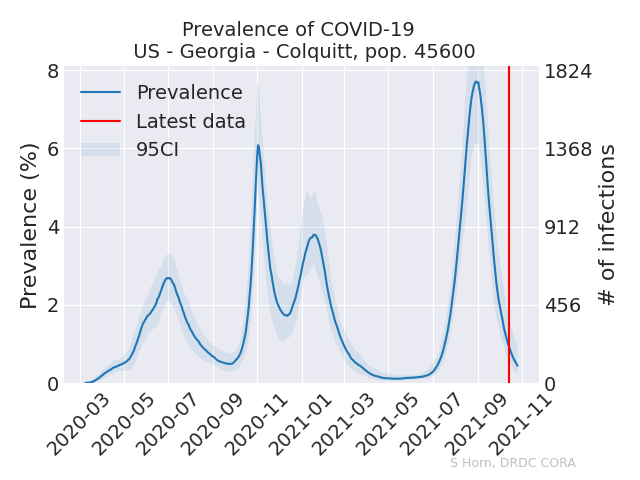 Prevalence of COVID-19
US - Georgia - Colquitt, pop. 45600
Prevalence
Latest data
95CI
Prevalence (%)
8
6
4
2
0
1824
1368
912
456
0
# of infections
2020-03
2020-05
2020-07
2020-09
2020-11
2021-01
2021-03
2021-05
2021-07
2021-09
2021-11
S Horn, DRDC CORA